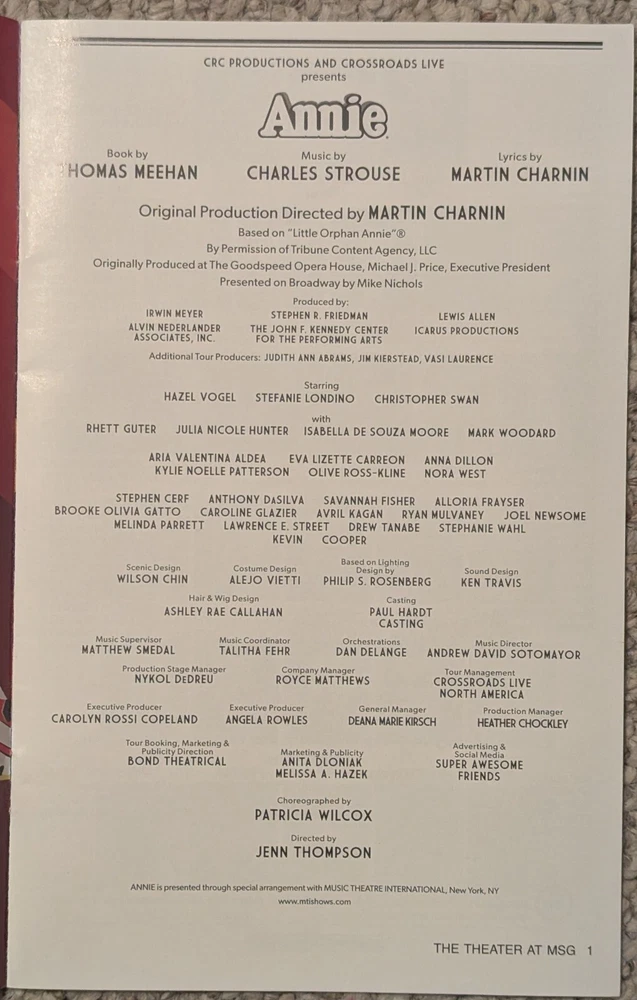 CRC PRODUCTIONS AND CROSSROADS LIVE
presents
Annie
Book by Music by Lyrics by
HOMAS MEEHAN CHARLES STROUSE MARTIN CHARNIN
Original Production Directed by MARTIN CHARNIN
Based on "Little Orphan Annie"®
By Permission of Tribune Content Agency, LLC
Originally Produced at The Goodspeed Opera House, Michael J. Price, Executive President
Presented on Broadway by Mike Nichols
Produced by:
IRWIN MEYER STEPHEN R. FRIEDMAN LEWIS ALLEN
ALVIN NEDERLANDER THE JOHN F. KENNEDY CENTER ICARUS PRODUCTIONS
ASSOCIATES, INC. FOR THE PERFORMING ARTS
Additional Tour Producers: JUDITH ANN ABRAMS, JIM KIERSTEAD, VASI LAURENCE
Starring
HAZEL VOGEL STEFANIE LONDINO CHRISTOPHER SWAN
with
RHETT GUTER JULIA NICOLE HUNTER ISABELLA DE SOUZA MOORE MARK WOODARD
ARIA VALENTINA ALDEA EVA LIZETTE CARREON ANNA DILLON
KYLIE NOELLE PATTERSON OLIVE ROSS-KLINE NORA WEST
STEPHEN CERF ANTHONY DaSILVA SAVANNAH FISHER ALLORIA FRAYSER
BROOKE OLIVIA GATTO CAROLINE GLAZIER AVRIL KAGAN RYAN MULVANEY JOEL NEWSOME
MELINDA PARRETT LAWRENCE E. STREET DREW TANABE STEPHANIE WAHL
KEVIN COOPER
Scenic Design Costume Design Based on Lighting Design by Sound Design
WILSON CHIN ALEJO VIETTI PHILIP S. ROSENBERG KEN TRAVIS
Hair & Wig Design Casting
ASHLEY RAE CALLAHAN PAUL HARDT
CASTING
Music Supervisor Music Coordinator Orchestrations Music Director
MATTHEW SMEDAL TALITHA FEHR DAN DELANGE ANDREW DAVID SOTOMAYOR
Production Stage Manager Company Manager Tour Management
NYKOL DeDREU ROYCE MATTHEWS CROSSROADS LIVE
NORTH AMERICA
Executive Producer Executive Producer General Manager Production Manager
CAROLYN ROSSI COPELAND ANGELA ROWLES DEANA MARIE KIRSCH HEATHER CHOCKLEY
Tour Booking, Marketing &
Publicity Direction
BOND THEATRICAL
Marketing & Publicity
ANITA DLONIAK
MELISSA A. HAZEK
Advertising &
Social Media
SUPER AWESOME
FRIENDS
Choreographed by
PATRICIA WILCOX
Directed by
JENN THOMPSON
ANNIE is presented through special arrangement with MUSIC THEATRE INTERNATIONAL, New York, NY
www.mtishows.com
THE THEATER AT MSG 1